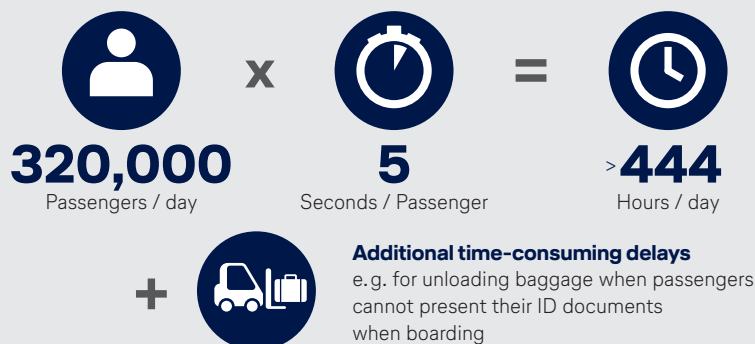 x =
320,000 5 >444
Passengers / day Seconds / Passenger Hours / day
+
Additional time-consuming delays
e.g. for unloading baggage when passengers
cannot present their ID documents
when boarding